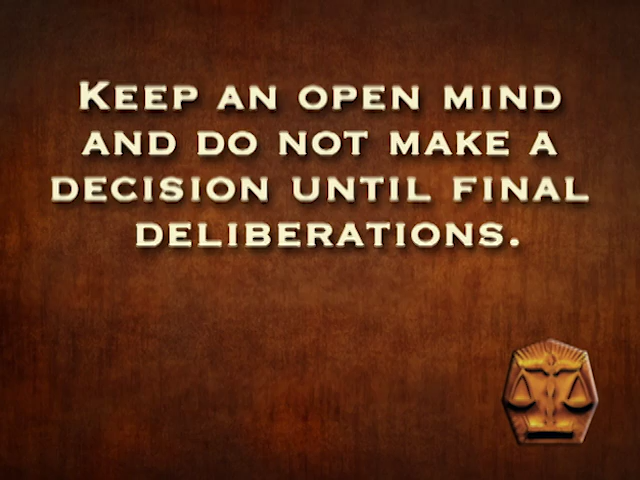 Keep an open mind
and do not make a
decision until final
deliberations.